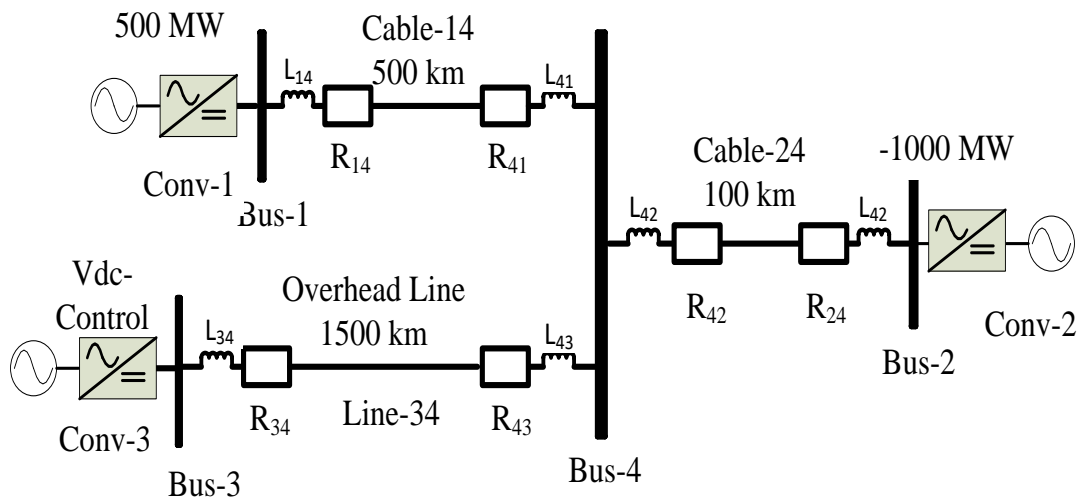 500 MW
Cable-14
500 km
L14
L41
R14
R41
Conv-1
Bus-1
-1000 MW
Cable-24
100 km
L42
L42
R42
R24
Conv-2
Bus-2
Vdc-
Control
Overhead Line
1500 km
L34
L43
R34
Line-34
R43
Conv-3
Bus-3
Bus-4